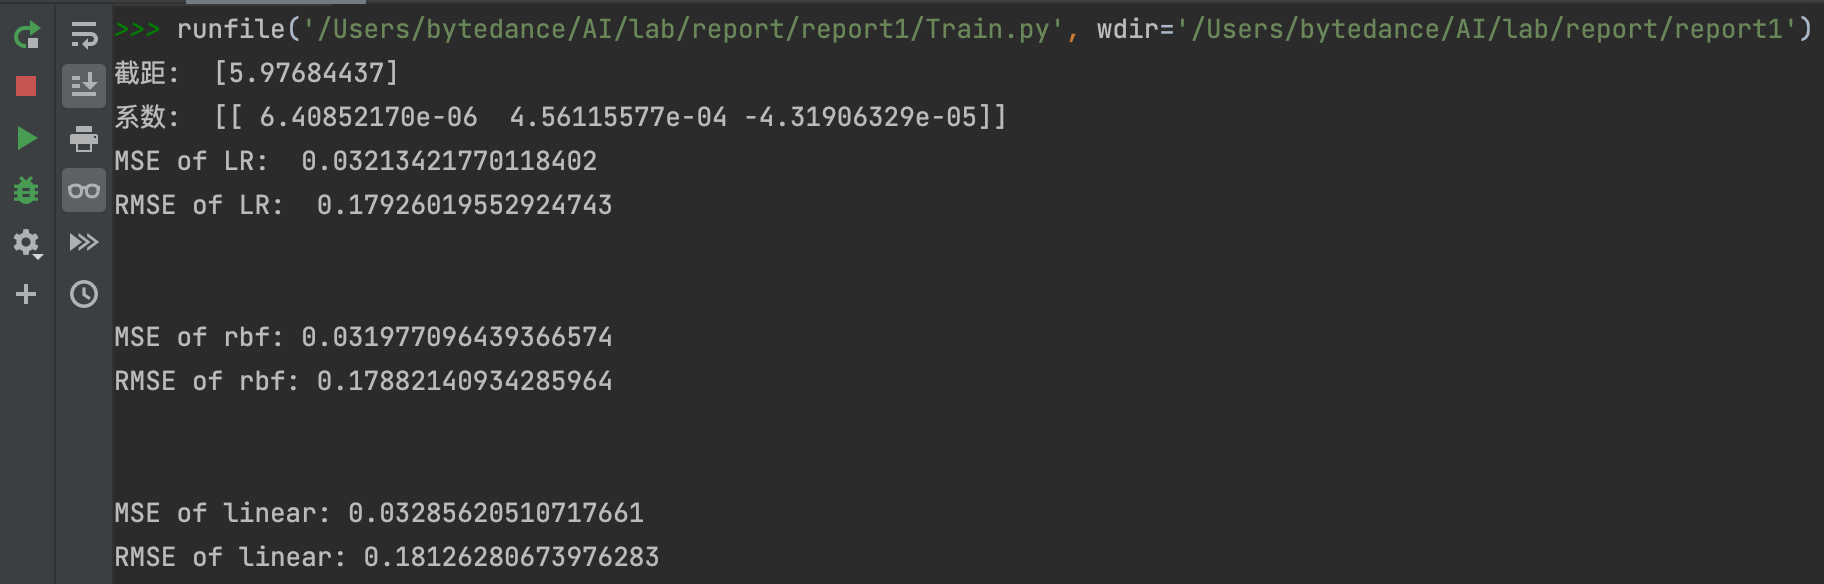 >>> runfile('/Users/bytedance/AI/lab/report/report1/Train.py', wdir='/Users/bytedance/AI/lab/report/report1')
截距:  [5.97684437]
系数:  [[ 6.40852170e-06  4.56115577e-04 -4.31906329e-05]]
MSE of LR:  0.03213421770118402
RMSE of LR:  0.17926019552924743
MSE of rbf: 0.031977096439366574
RMSE of rbf: 0.17882140934285964
MSE of linear: 0.03285620510717661
RMSE of linear: 0.18126280673976283